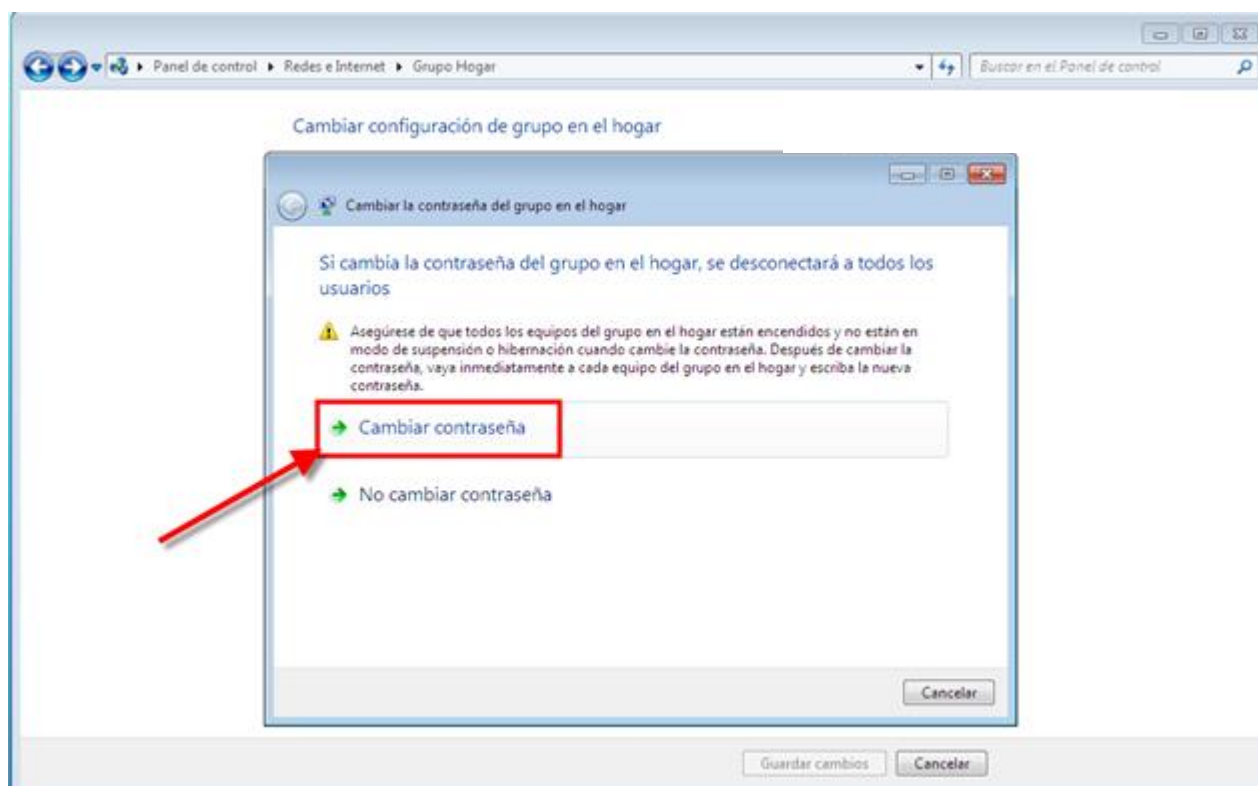 Panel de control ▸ Redes e Internet ▸ Grupo Hogar
Buscar en el Panel de control
Cambiar configuración de grupo en el hogar
Cambiar la contraseña del grupo en el hogar
Si cambia la contraseña del grupo en el hogar, se desconectará a todos los
usuarios
Asegúrese de que todos los equipos del grupo en el hogar están encendidos y no están en
modo de suspensión o hibernación cuando cambie la contraseña. Después de cambiar la
contraseña, vaya inmediatamente a cada equipo del grupo en el hogar y escriba la nueva
contraseña.
Cambiar contraseña
No cambiar contraseña
Cancelar
Guardar cambios
Cancelar